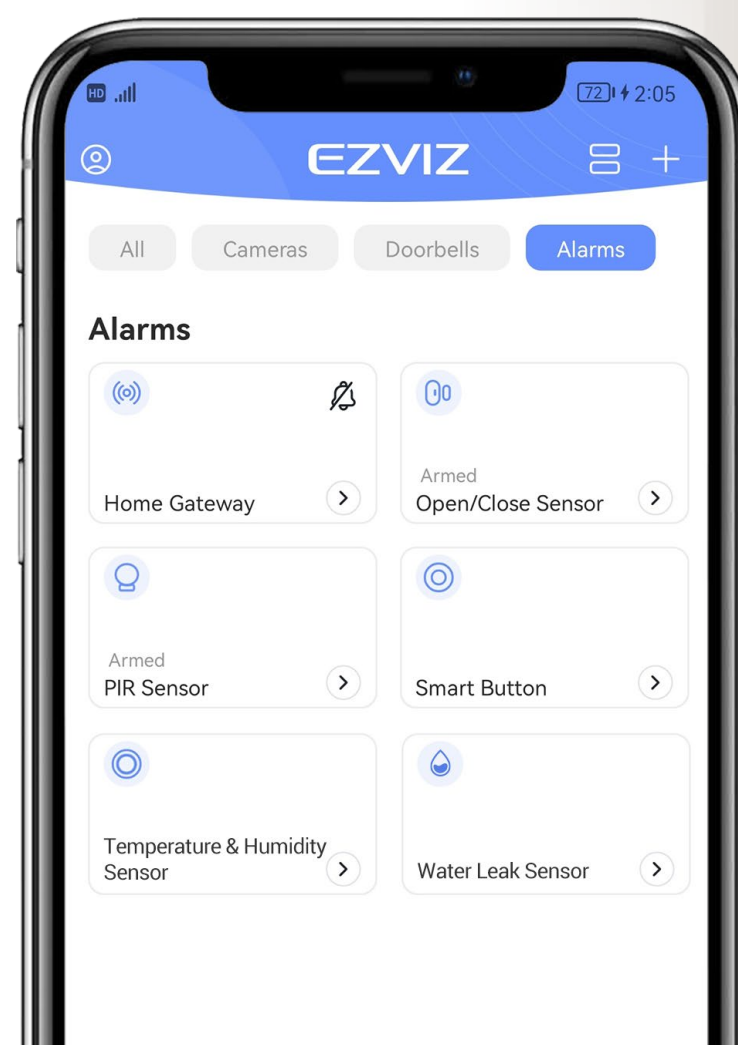 HD 72 2:05
EZVIZ
All Cameras Doorbells Alarms
Alarms
Home Gateway
Armed
Open/Close Sensor
Armed
PIR Sensor
Smart Button
Temperature & Humidity
Sensor
Water Leak Sensor